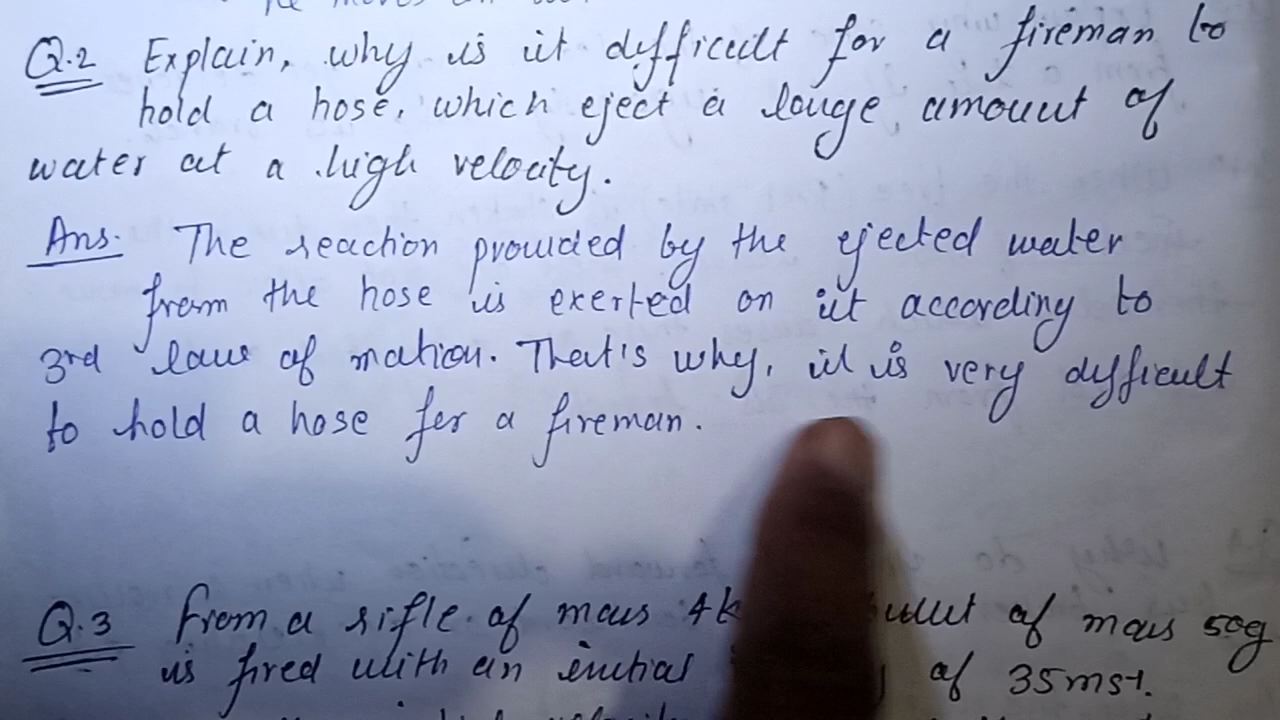 Q.2 Explain, why is it difficult for a fireman to
hold a hose, which eject a large amount of
water at a high velocity.
Ans. The reaction provided by the ejected water
from the hose is exerted on it according to
3rd law of motion. That's why, it is very difficult
to hold a hose for a fireman.
Q.3 From a rifle of mass 4k of mass 50g
is fired with an initial of 35ms-1.